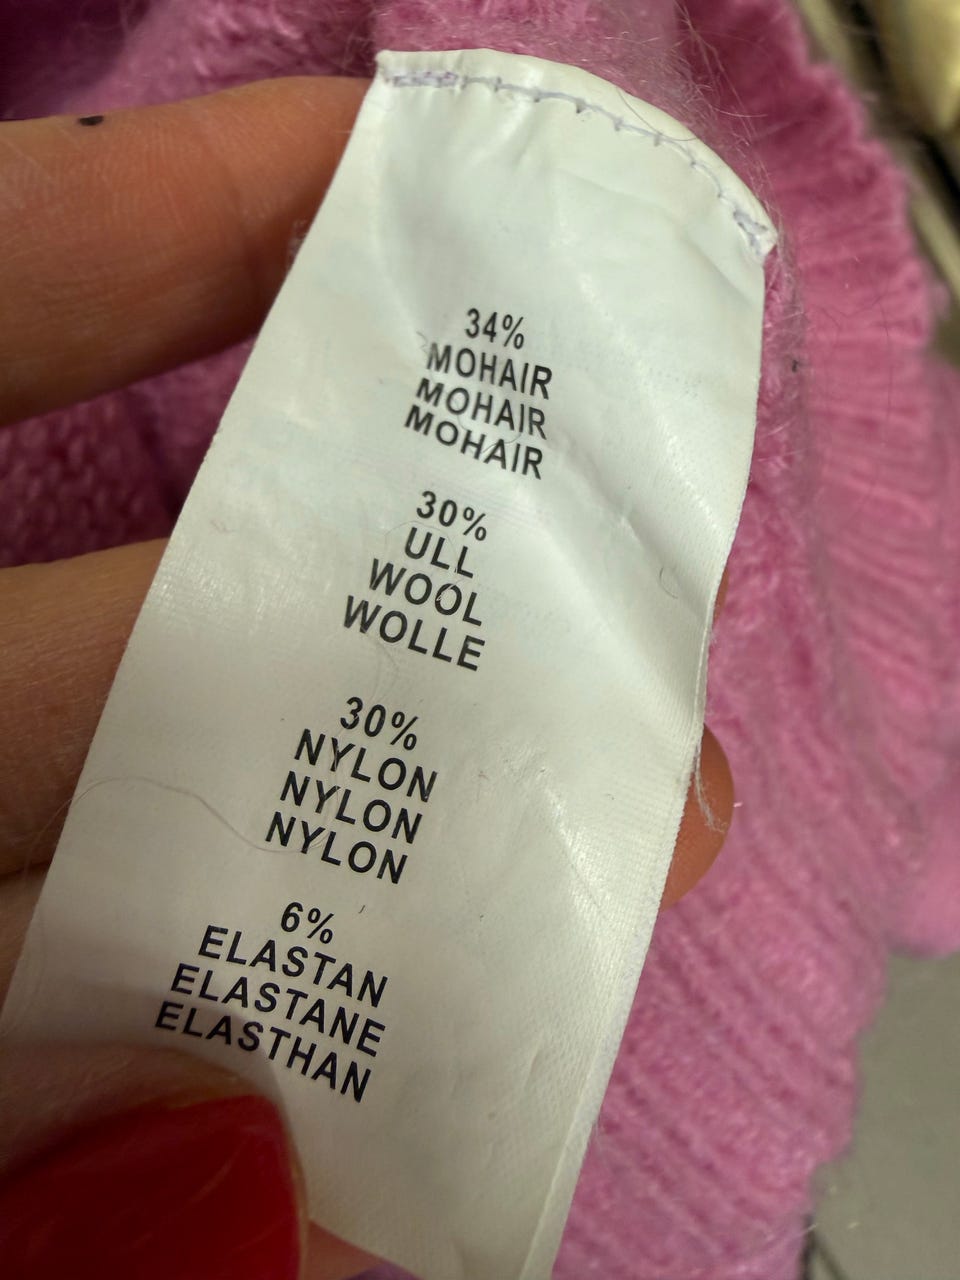 34%
MOHAIR
MOHAIR
MOHAIR
30%
ULL
WOOL
WOLLE
30%
NYLON
NYLON
NYLON
6%
ELASTAN
ELASTANE
ELASTHAN